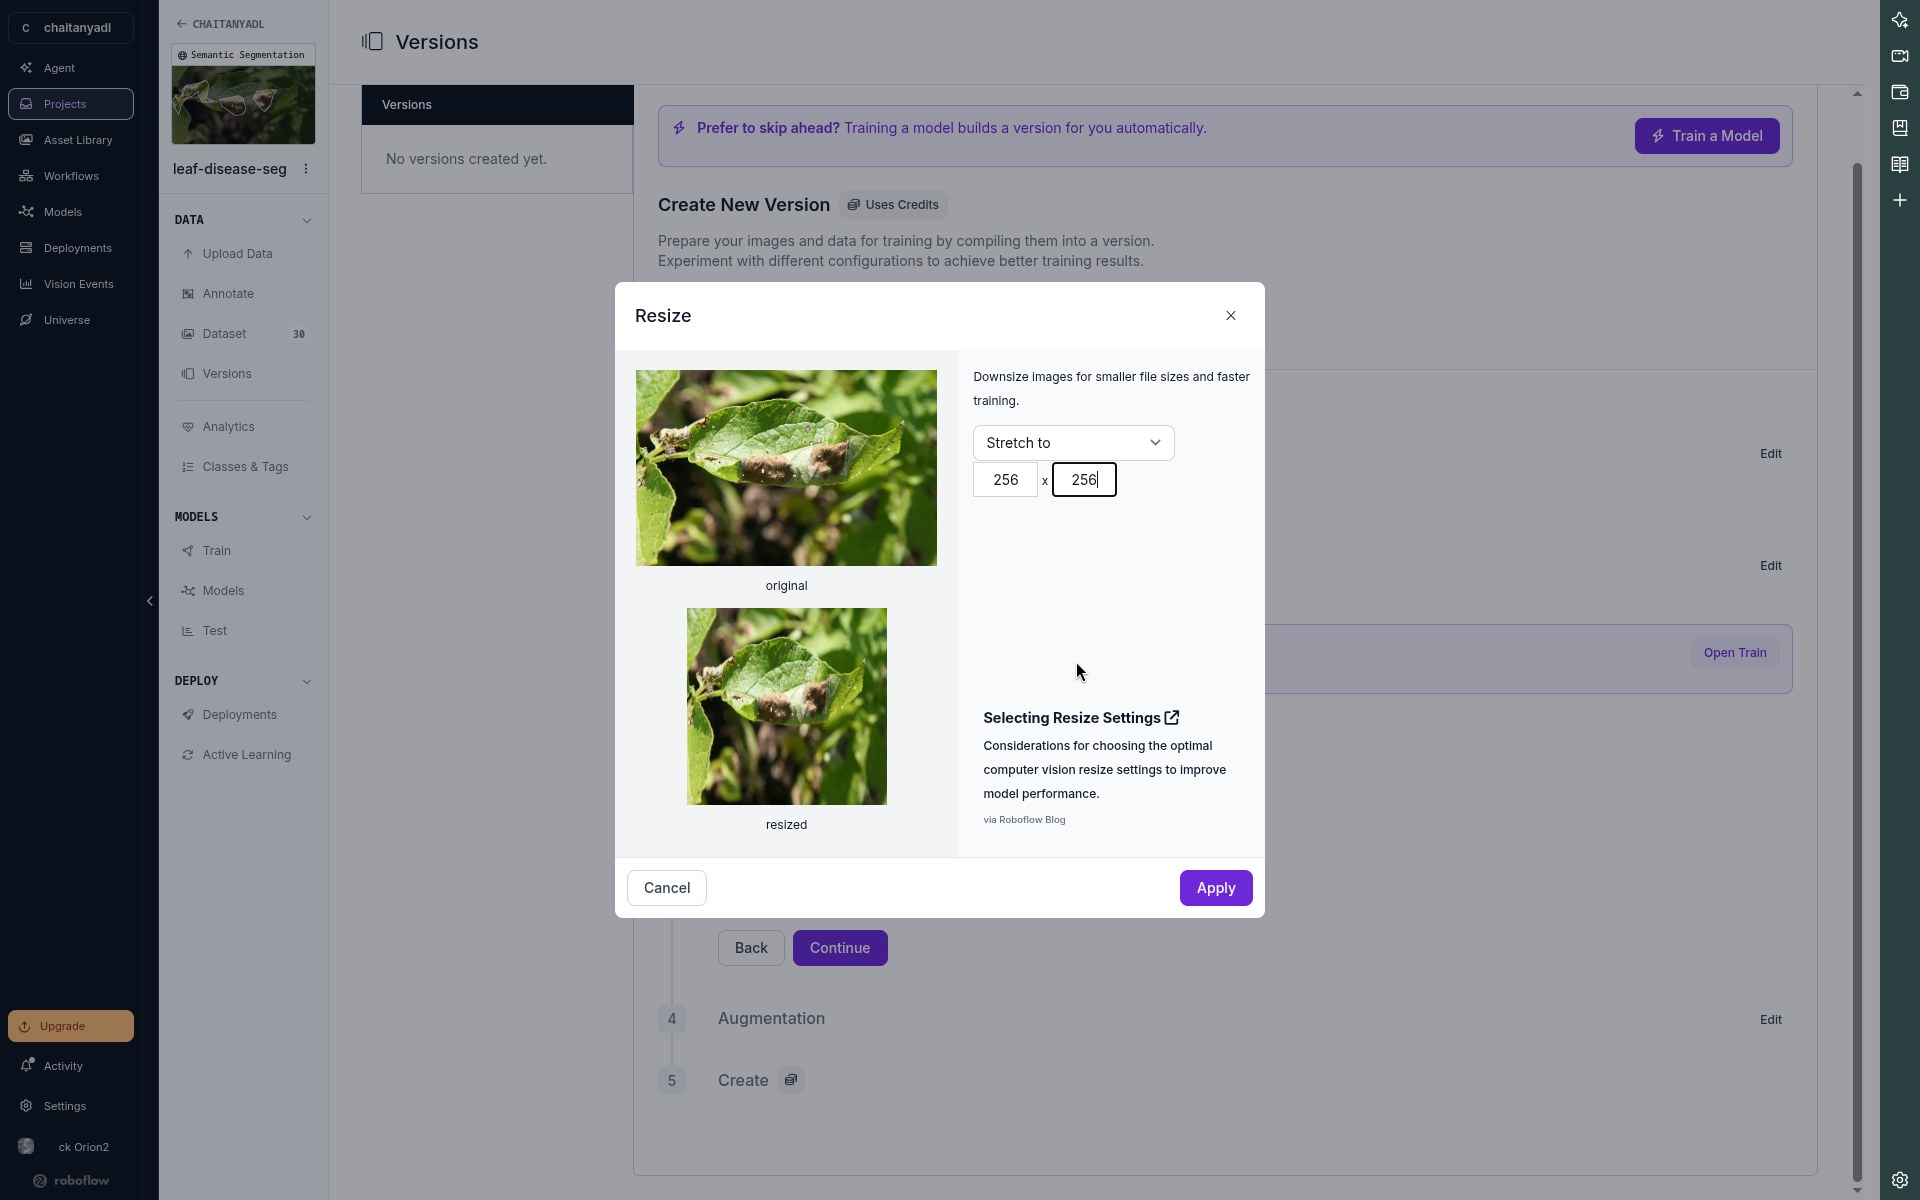 C
chaitanyadl
Agent
Projects
Asset Library
Workflows
Models
Deployments
Vision Events
Universe
Upgrade
Activity
Settings
ck Orion2
roboflow
CHAITANYADL
Semantic Segmentation
leaf-disease-seg
DATA
Upload Data
Annotate
Dataset
30
Versions
Analytics
Classes & Tags
MODELS
Train
Models
Test
DEPLOY
Deployments
Active Learning
Versions
Versions
No versions created yet.
Prefer to skip ahead? Training a model builds a version for you automatically.
Train a Model
Create New Version
Uses Credits
Prepare your images and data for training by compiling them into a version.
Experiment with different configurations to achieve better training results.
Edit
Edit
Open Train
Resize
original
resized
Downsize images for smaller file sizes and faster
training.
Stretch to
256 x 256
Selecting Resize Settings
Considerations for choosing the optimal
computer vision resize settings to improve
model performance.
via Roboflow Blog
Cancel
Apply
Back
Continue
4
Augmentation
Edit
5
Create